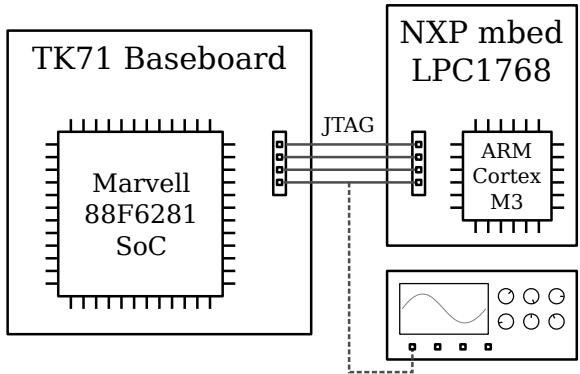 TK71 Baseboard
Marvell
88F6281
SoC
JTAG
NXP mbed
LPC1768
ARM
Cortex
M3